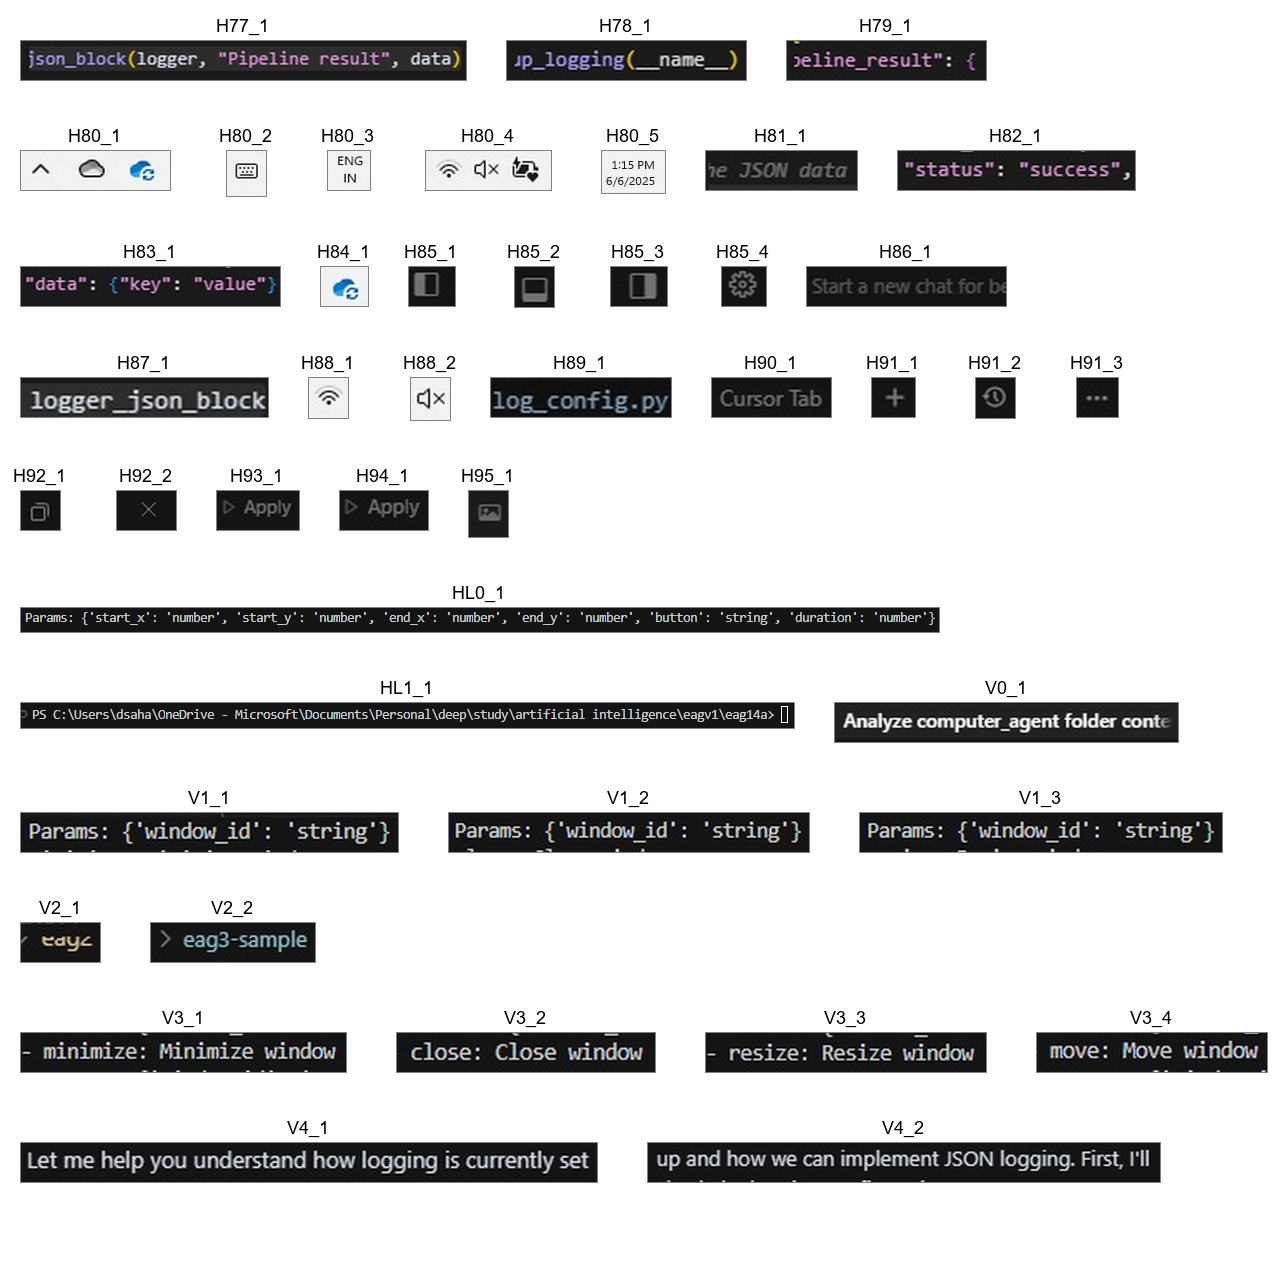 H77_1 H78_1 H79_1
json_block(logger, "Pipeline result", data) up_logging(__name__) peline_result": {
H80_1 H80_2 H80_3 H80_4 H80_5 H81_1 H82_1
ENG
IN
1:15 PM
6/6/2025
he JSON data
"status": "success",
H83_1 H84_1 H85_1 H85_2 H85_3 H85_4 H86_1
"data": {"key": "value"} Start a new chat for be
H87_1 H88_1 H88_2 H89_1 H90_1 H91_1 H91_2 H91_3
logger_json_block log_config.py Cursor Tab
H92_1 H92_2 H93_1 H94_1 H95_1
Apply Apply
HL0_1
Params: {'start_x': 'number', 'start_y': 'number', 'end_x': 'number', 'end_y': 'number', 'button': 'string', 'duration': 'number'}
HL1_1 V0_1
PS C:\Users\dsaha\OneDrive - Microsoft\Documents\Personal\deep\study\artificial intelligence\eagv1\eag14a> Analyze computer_agent folder conte
V1_1 V1_2 V1_3
Params: {'window_id': 'string'} Params: {'window_id': 'string'} Params: {'window_id': 'string'}
V2_1 V2_2
eag2 > eag3-sample
V3_1 V3_2 V3_3 V3_4
- minimize: Minimize window close: Close window - resize: Resize window move: Move window
V4_1 V4_2
Let me help you understand how logging is currently set up and how we can implement JSON logging. First, I'll